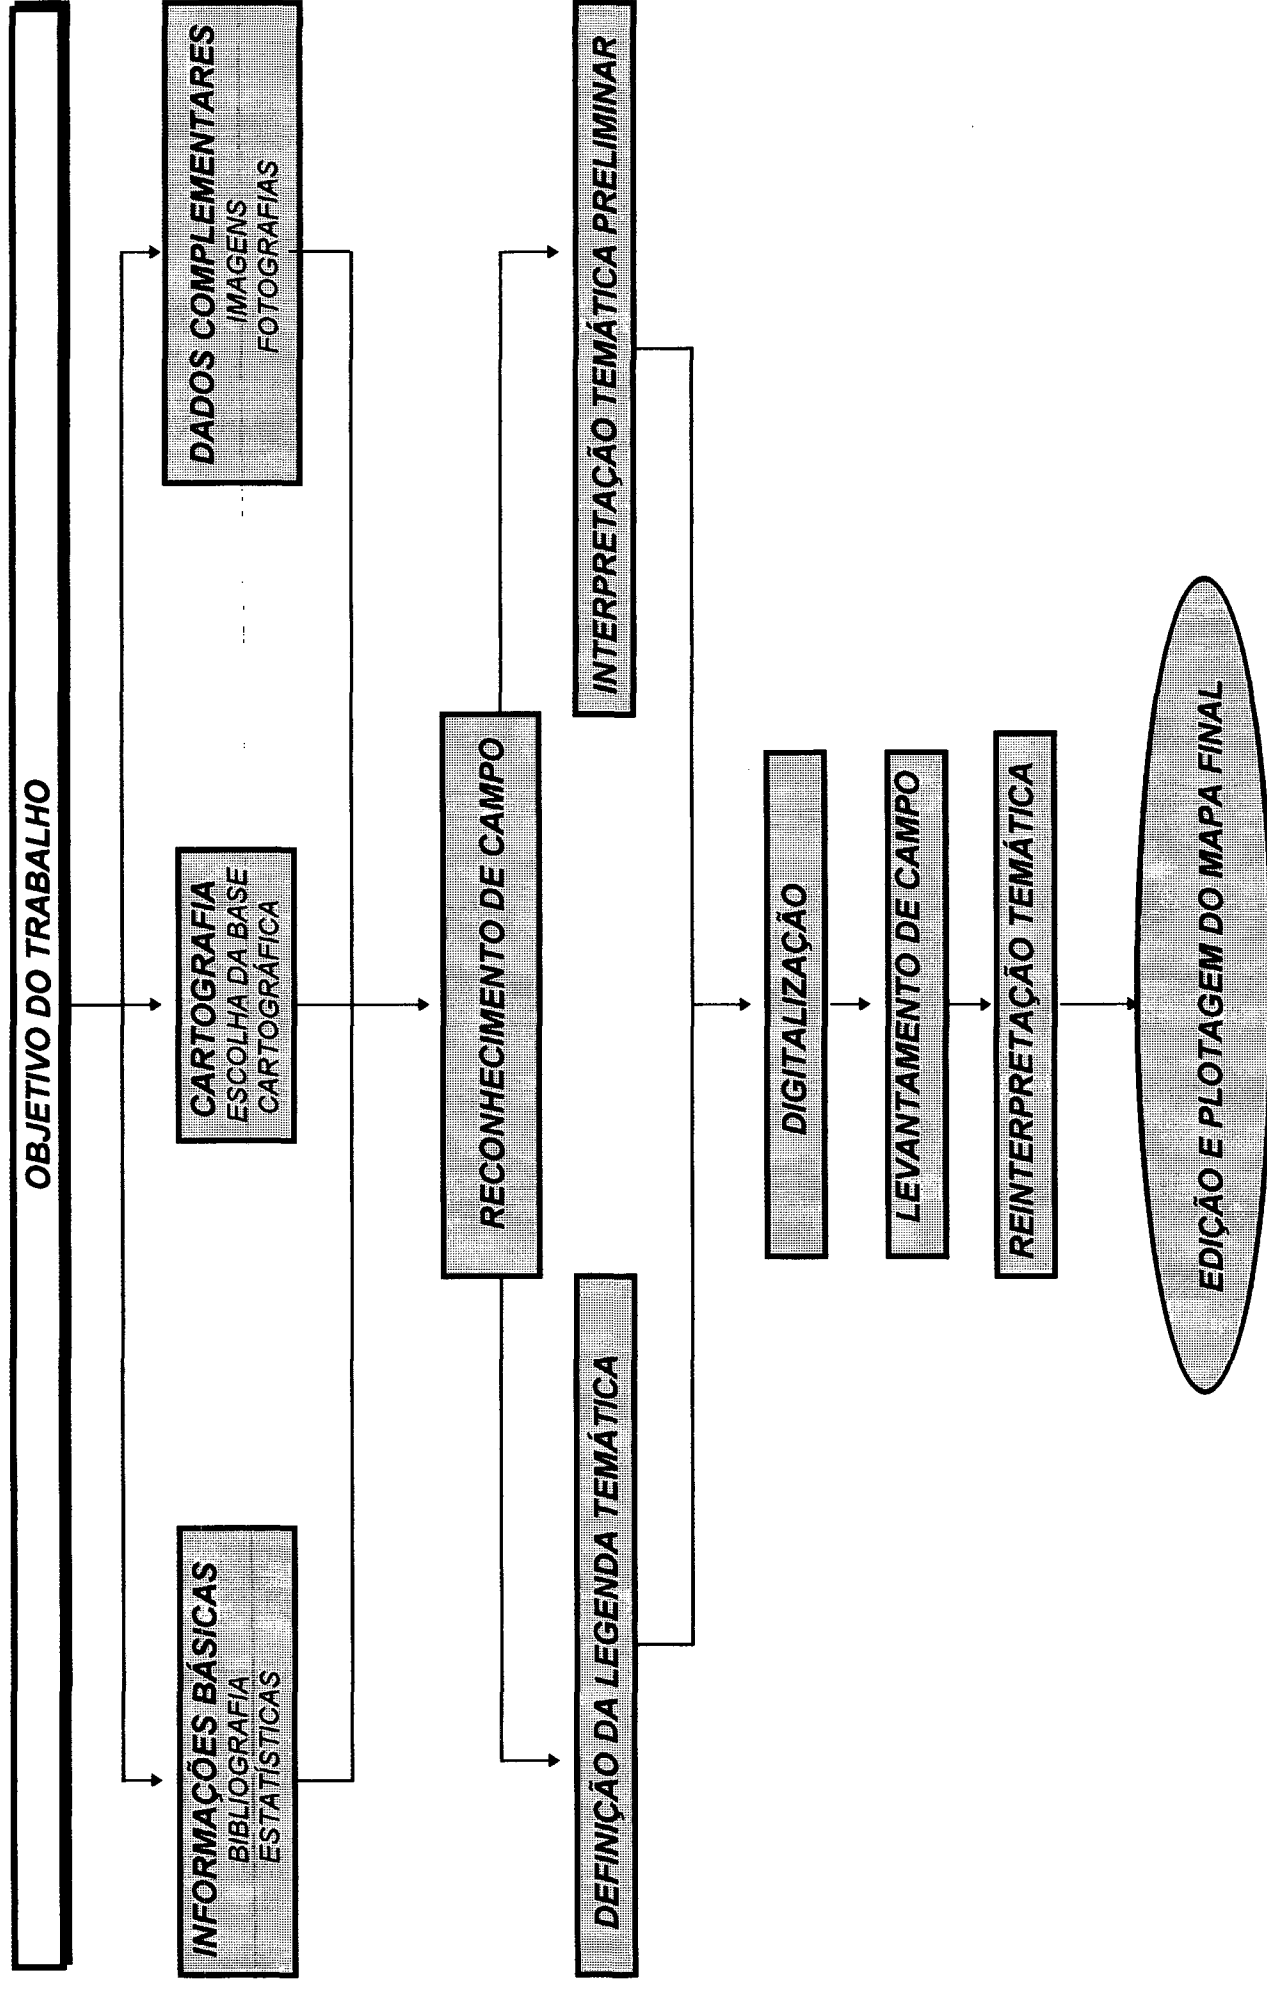 OBJETIVO DO TRABALHO
INFORMAÇÕES BÁSICAS
BIBLIOGRAFIA
ESTATÍSTICAS
CARTOGRAFIA
ESCOLHA DA BASE
CARTOGRÁFICA
DADOS COMPLEMENTARES
IMAGENS
FOTOGRAFIAS
RECONHECIMENTO DE CAMPO
DEFINIÇÃO DA LEGENDA TEMÁTICA
INTERPRETAÇÃO TEMÁTICA PRELIMINAR
DIGITALIZAÇÃO
LEVANTAMENTO DE CAMPO
REINTERPRETAÇÃO TEMÁTICA
EDIÇÃO E PLOTAGEM DO MAPA FINAL